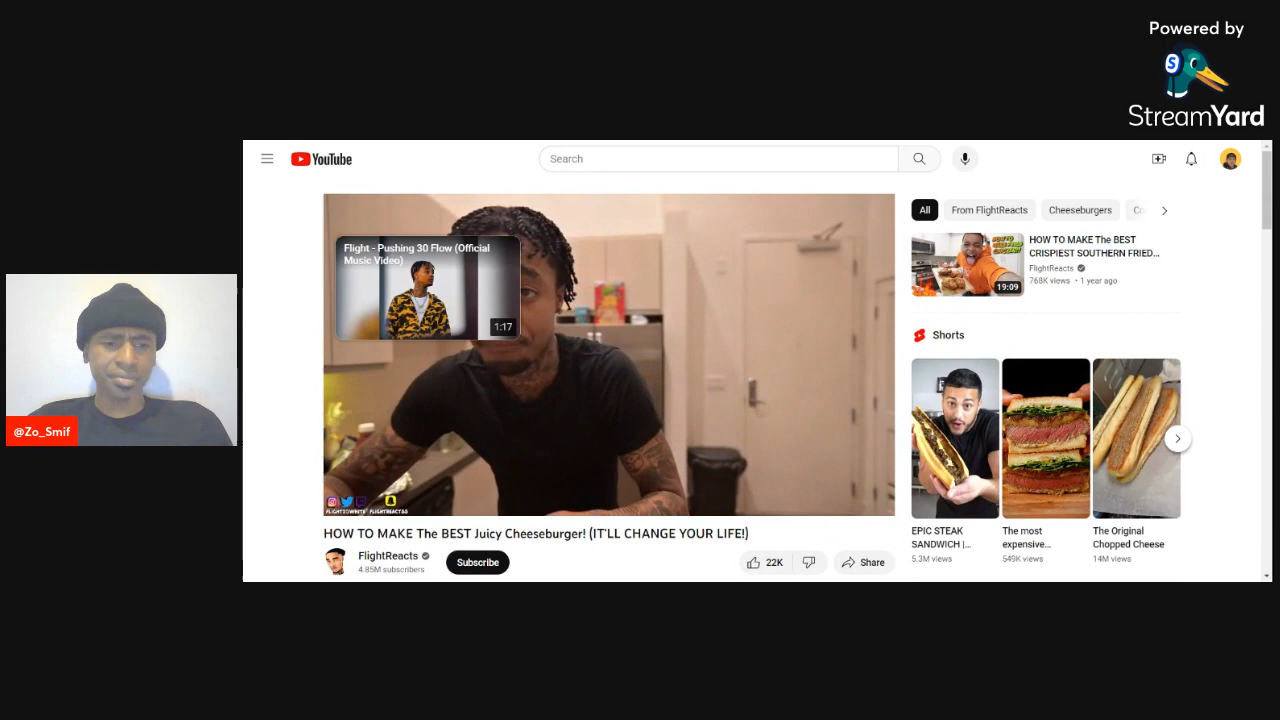 Powered by
StreamYard
YouTube
Search
Flight - Pushing 30 Flow (Official
Music Video)
1:17
@Zo_Smif
HOW TO MAKE The BEST Juicy Cheeseburger! (IT'LL CHANGE YOUR LIFE!)
FlightReacts
4.85M subscribers
Subscribe
22K
Share
All
From FlightReacts
Cheeseburgers
Co
19:09
HOW TO MAKE The BEST
CRISPIEST SOUTHERN FRIED...
FlightReacts
768K views • 1 year ago
Shorts
EPIC STEAK
SANDWICH |...
5.3M views
The most
expensive...
549K views
The Original
Chopped Cheese
14M views